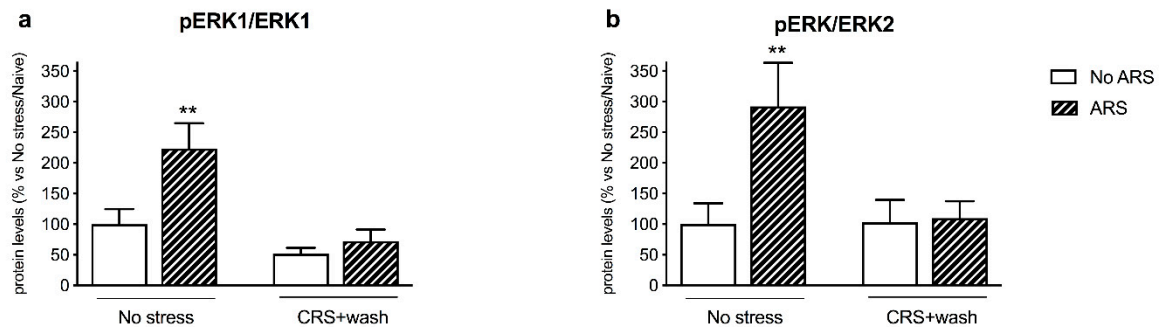 a
pERK1/ERK1
protein levels (% vs No stress/Naive)
350
300
250
200
150
100
50
0
**
No stress
CRS+wash
b
pERK/ERK2
protein levels (% vs No stress/Naive)
350
300
250
200
150
100
50
0
**
No stress
CRS+wash
No ARS
ARS